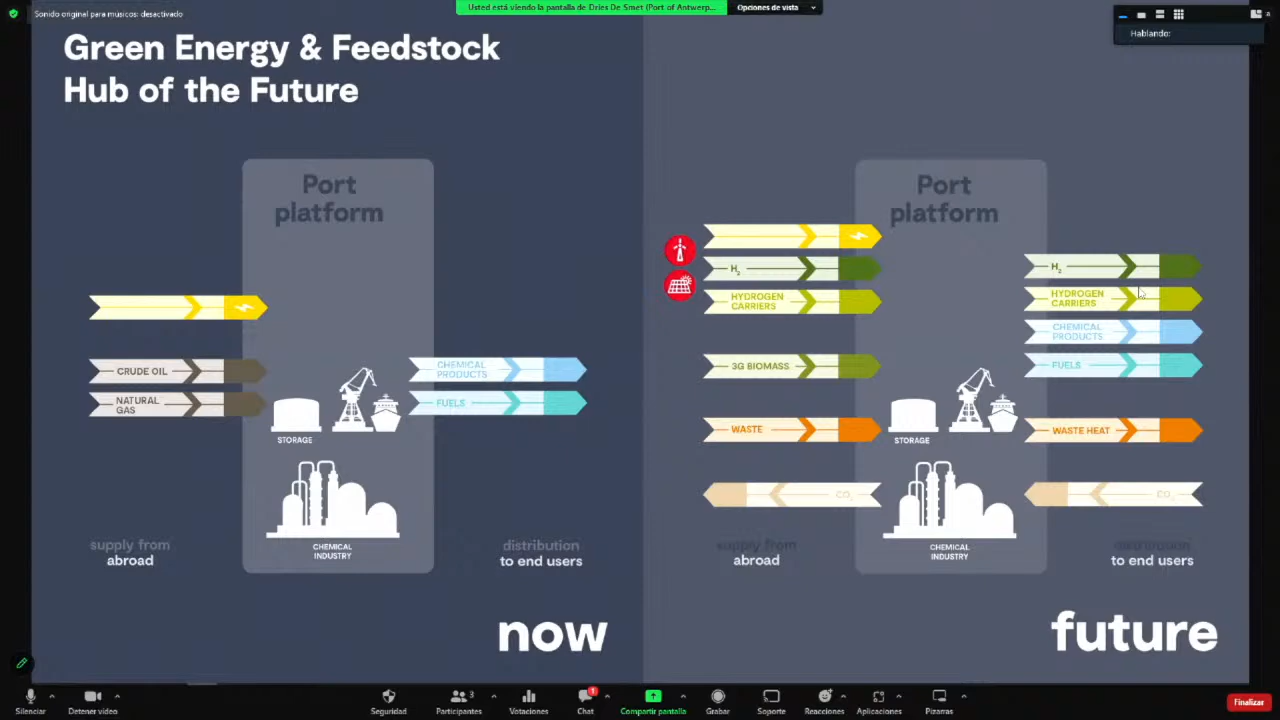 Sonido original para músicos: desactivado
Usted está viendo la pantalla de Dries De Smet (Port of Antwerp...
Opciones de vista
Hablando:
Green Energy & Feedstock
Hub of the Future
Port
platform
CRUDE OIL
NATURAL
GAS
CHEMICAL
PRODUCTS
FUELS
STORAGE
CHEMICAL
INDUSTRY
supply from
abroad
distribution
to end users
now
Port
platform
H₂
HYDROGEN
CARRIERS
3G BIOMASS
WASTE
CO₂
H₂
HYDROGEN
CARRIERS
CHEMICAL
PRODUCTS
FUELS
WASTE HEAT
CO₂
STORAGE
CHEMICAL
INDUSTRY
supply from
abroad
distribution
to end users
future
Silenciar
Detener video
Seguridad
Participantes
3
Votaciones
Chat
1
Compartir pantalla
Grabar
Soporte
Reacciones
Aplicaciones
Pizarras
Finalizar